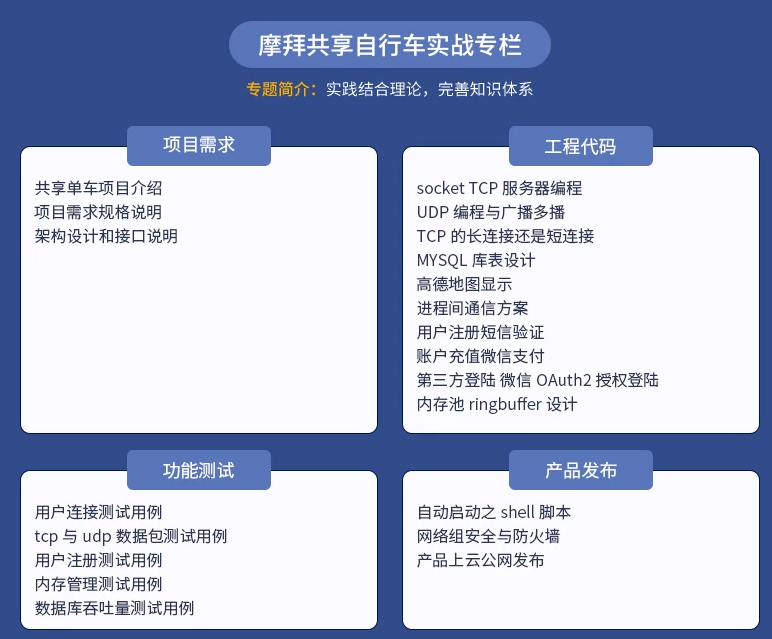 摩拜共享自行车实战专栏
专题简介：实践结合理论，完善知识体系
项目需求
共享单车项目介绍
项目需求规格说明
架构设计和接口说明
工程代码
socket TCP 服务器编程
UDP 编程与广播多播
TCP 的长连接还是短连接
MYSQL 库表设计
高德地图显示
进程间通信方案
用户注册短信验证
账户充值微信支付
第三方登陆 微信 OAuth2 授权登陆
内存池 ringbuffer 设计
功能测试
用户连接测试用例
tcp 与 udp 数据包测试用例
用户注册测试用例
内存管理测试用例
数据库吞吐量测试用例
产品发布
自动启动之 shell 脚本
网络组安全与防火墙
产品上云公网发布